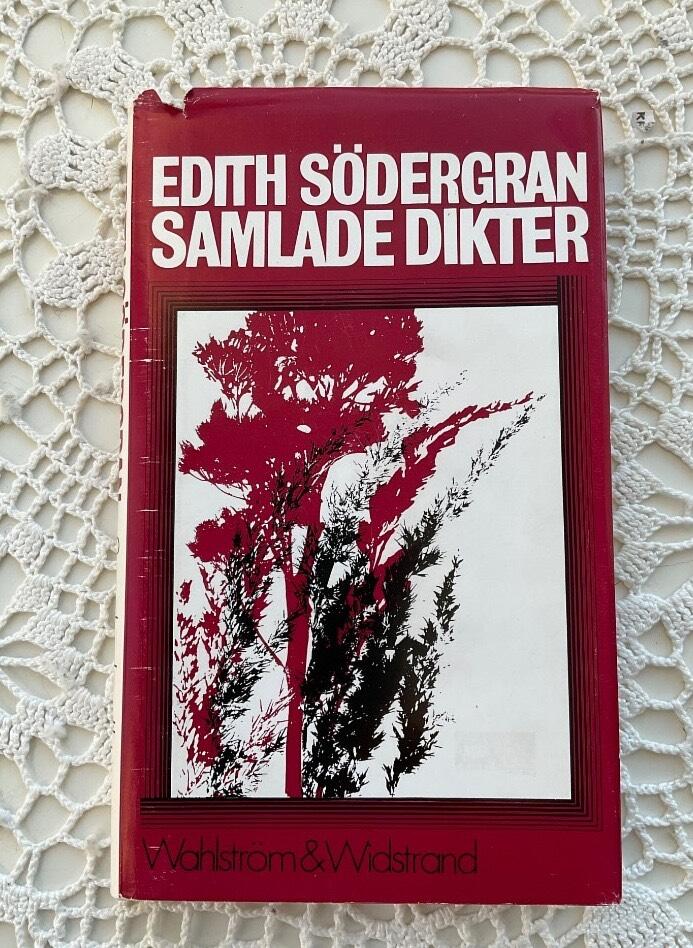 EDITH SÖDERGRAN
SAMLADE DIKTER
Wahlström & Widstrand